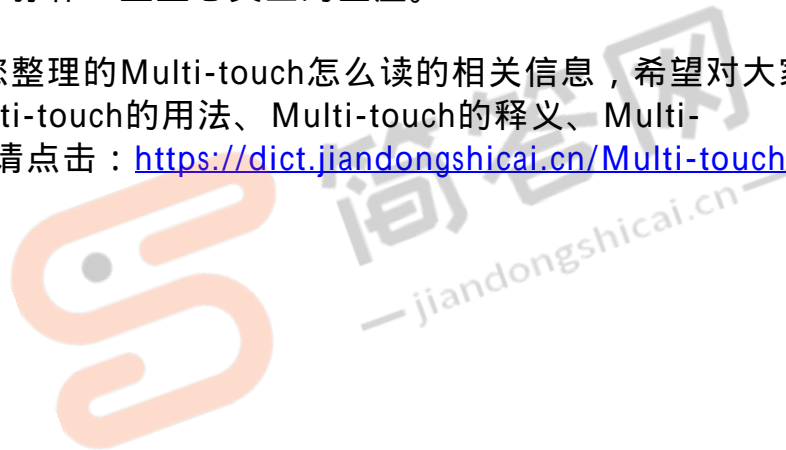 您整理的Multi-touch怎么读的相关信息，希望对大家
ti-touch的用法、Multi-touch的释义、Multi-
请点击：https://dict.jiandongshicai.cn/Multi-touch
简答网
jiandongshicai.cn